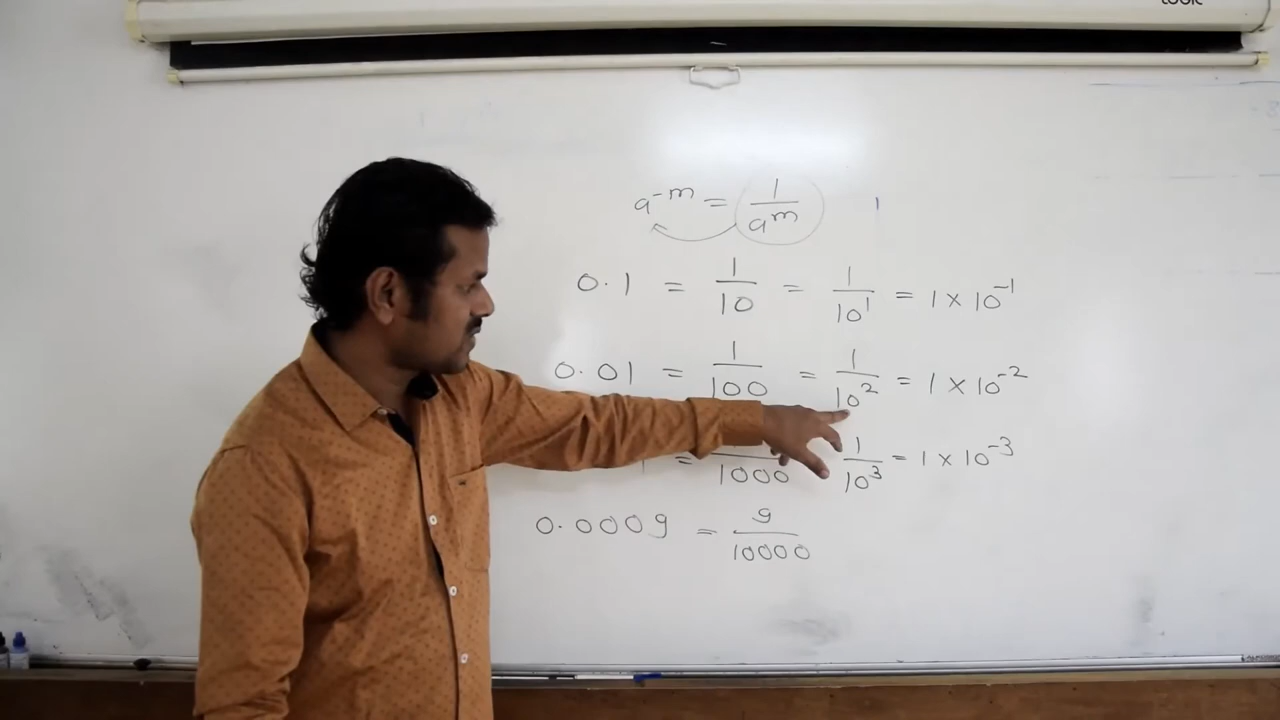 a⁻ᵐ = 1/aᵐ
0.1 = 1/10 = 1/10¹ = 1 × 10⁻¹
0.01 = 1/100 = 1/10² = 1 × 10⁻²
1 = /1000 1/10³ = 1 × 10⁻³
0.0009 = 9/10000